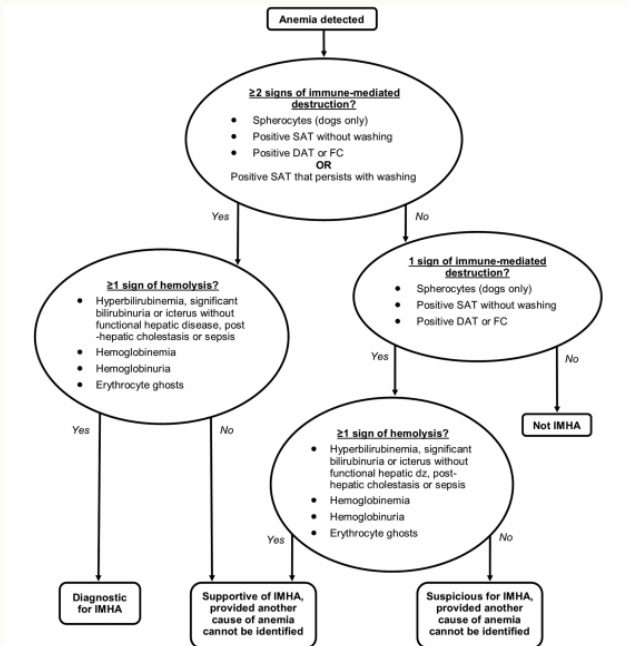 Anemia detected
≥2 signs of immune-mediated
destruction?
● Spherocytes (dogs only)
● Positive SAT without washing
● Positive DAT or FC
OR
Positive SAT that persists with washing
Yes
No
≥1 sign of hemolysis?
● Hyperbilirubinemia, significant
bilirubinuria or icterus without
functional hepatic disease, post
-hepatic cholestasis or sepsis
● Hemoglobinemia
● Hemoglobinuria
● Erythrocyte ghosts
1 sign of immune-mediated
destruction?
● Spherocytes (dogs only)
● Positive SAT without washing
● Positive DAT or FC
Yes
No
Not IMHA
≥1 sign of hemolysis?
● Hyperbilirubinemia, significant
bilirubinuria or icterus without
functional hepatic dz, post-
hepatic cholestasis or sepsis
● Hemoglobinemia
● Hemoglobinuria
● Erythrocyte ghosts
Yes
No
Yes
No
Diagnostic
for IMHA
Supportive of IMHA,
provided another
cause of anemia
cannot be identified
Suspicious for IMHA,
provided another
cause of anemia
cannot be identified